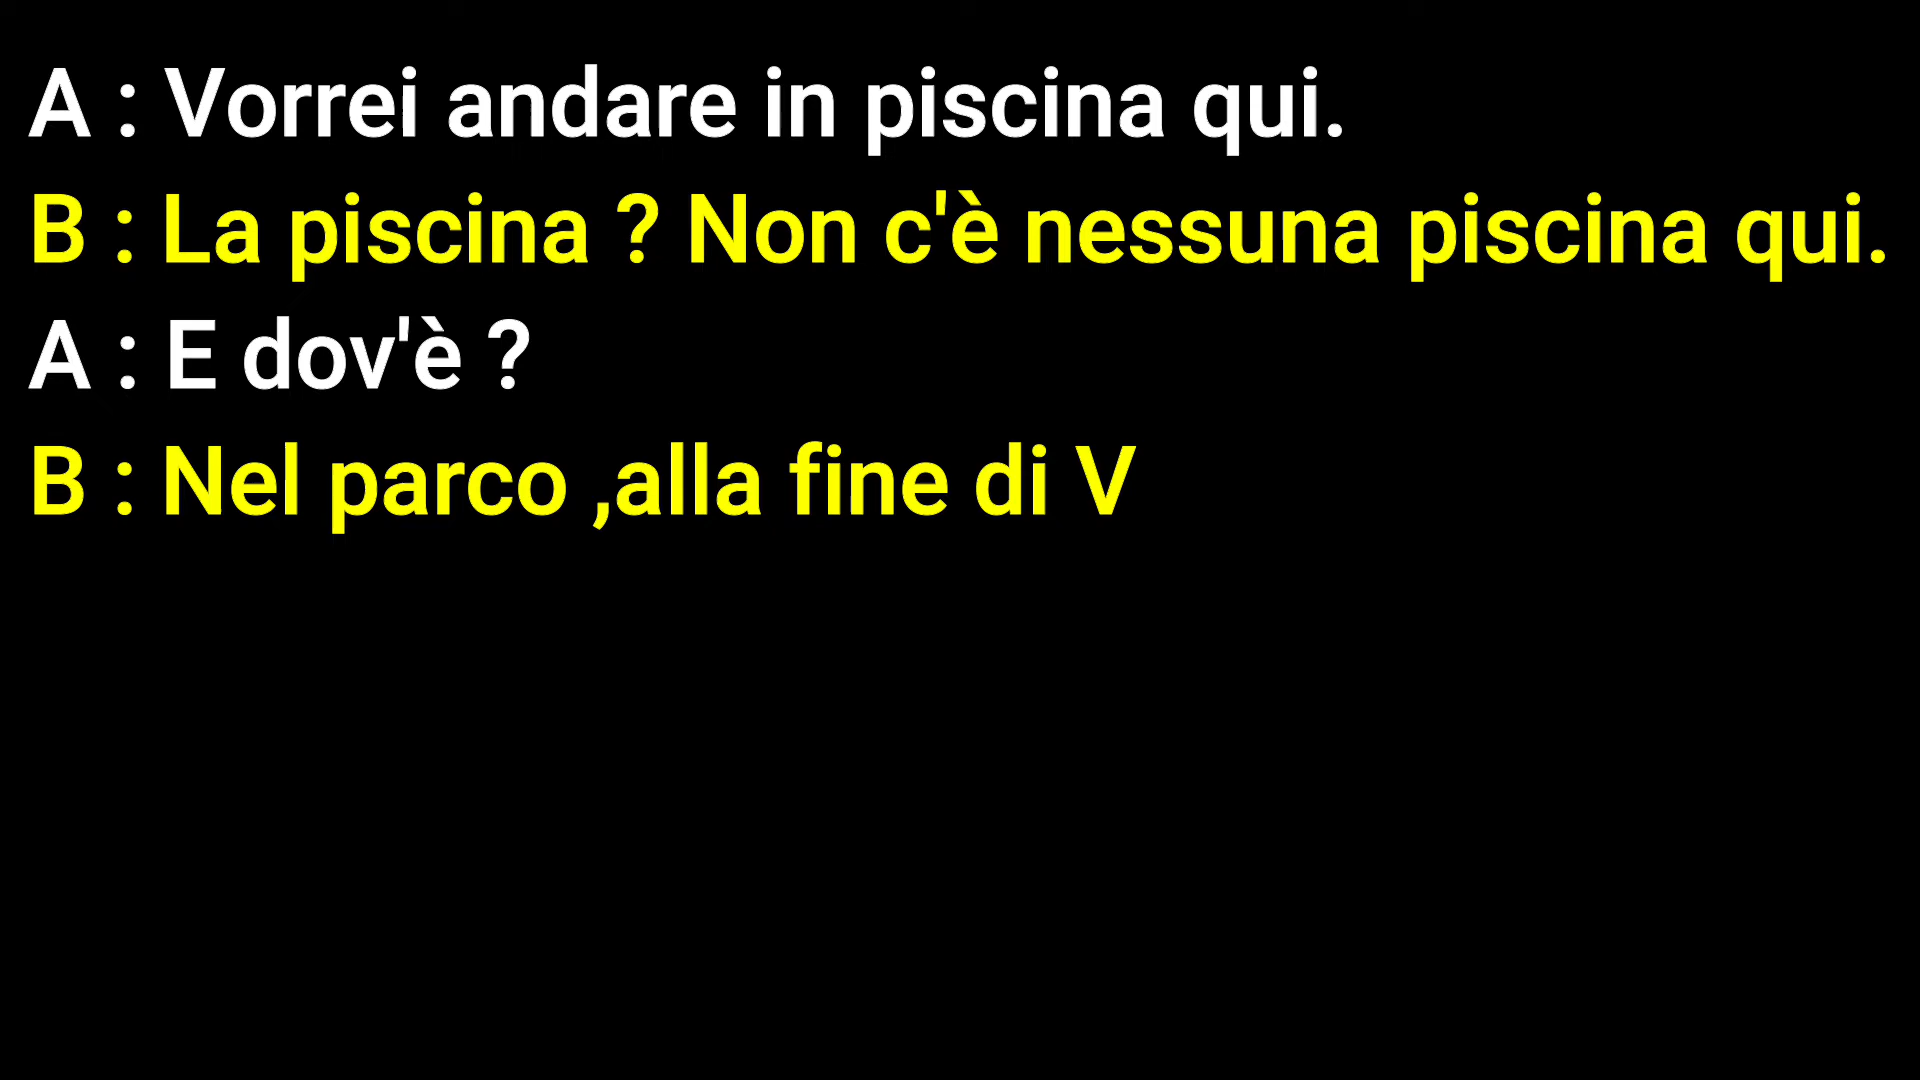 A : Vorrei andare in piscina qui.
B : La piscina ? Non c'è nessuna piscina qui.
A : E dov'è ?
B : Nel parco ,alla fine di V